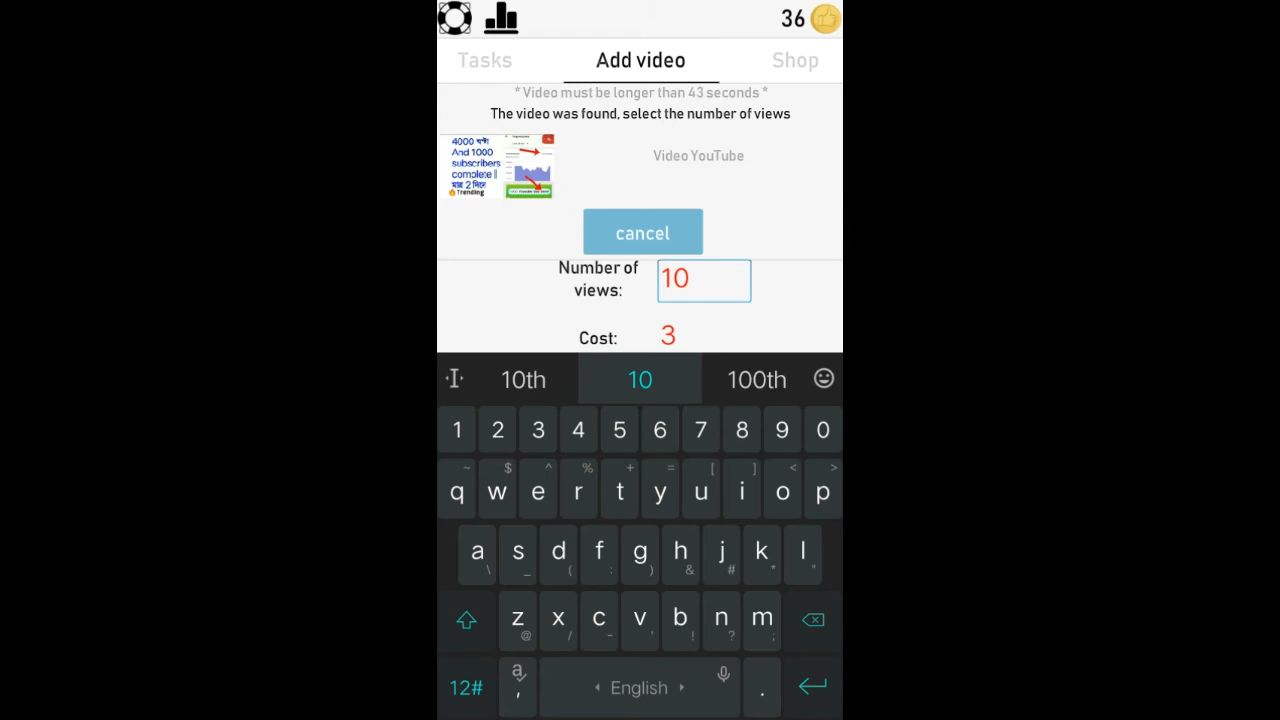 36
Tasks Add video Shop
* Video must be longer than 43 seconds *
The video was found, select the number of views
4000 ঘন্টা
And 1000
subscribers
complete ||
মাত্র 2 দিনে
🔥Trending
Video YouTube
cancel
Number of
views:
10
Cost: 3
10th 10 100th
1 2 3 4 5 6 7 8 9 0
~ $ ^ % + = [ ] < >
q w e r t y u i o p
a s d f g h j k l
\ _ ( : ) & # * "
z x c v b n m
@ / - ' ! ? ;
12# a , English .